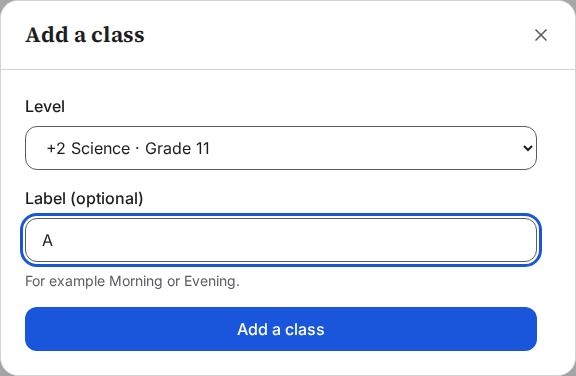 Add a class
Level
+2 Science · Grade 11
Label (optional)
A
For example Morning or Evening.
Add a class